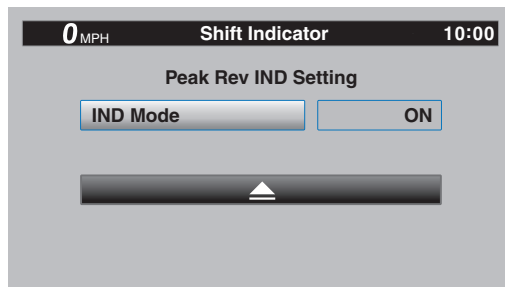 0 MPH Shift Indicator 10:00
Peak Rev IND Setting
IND Mode ON